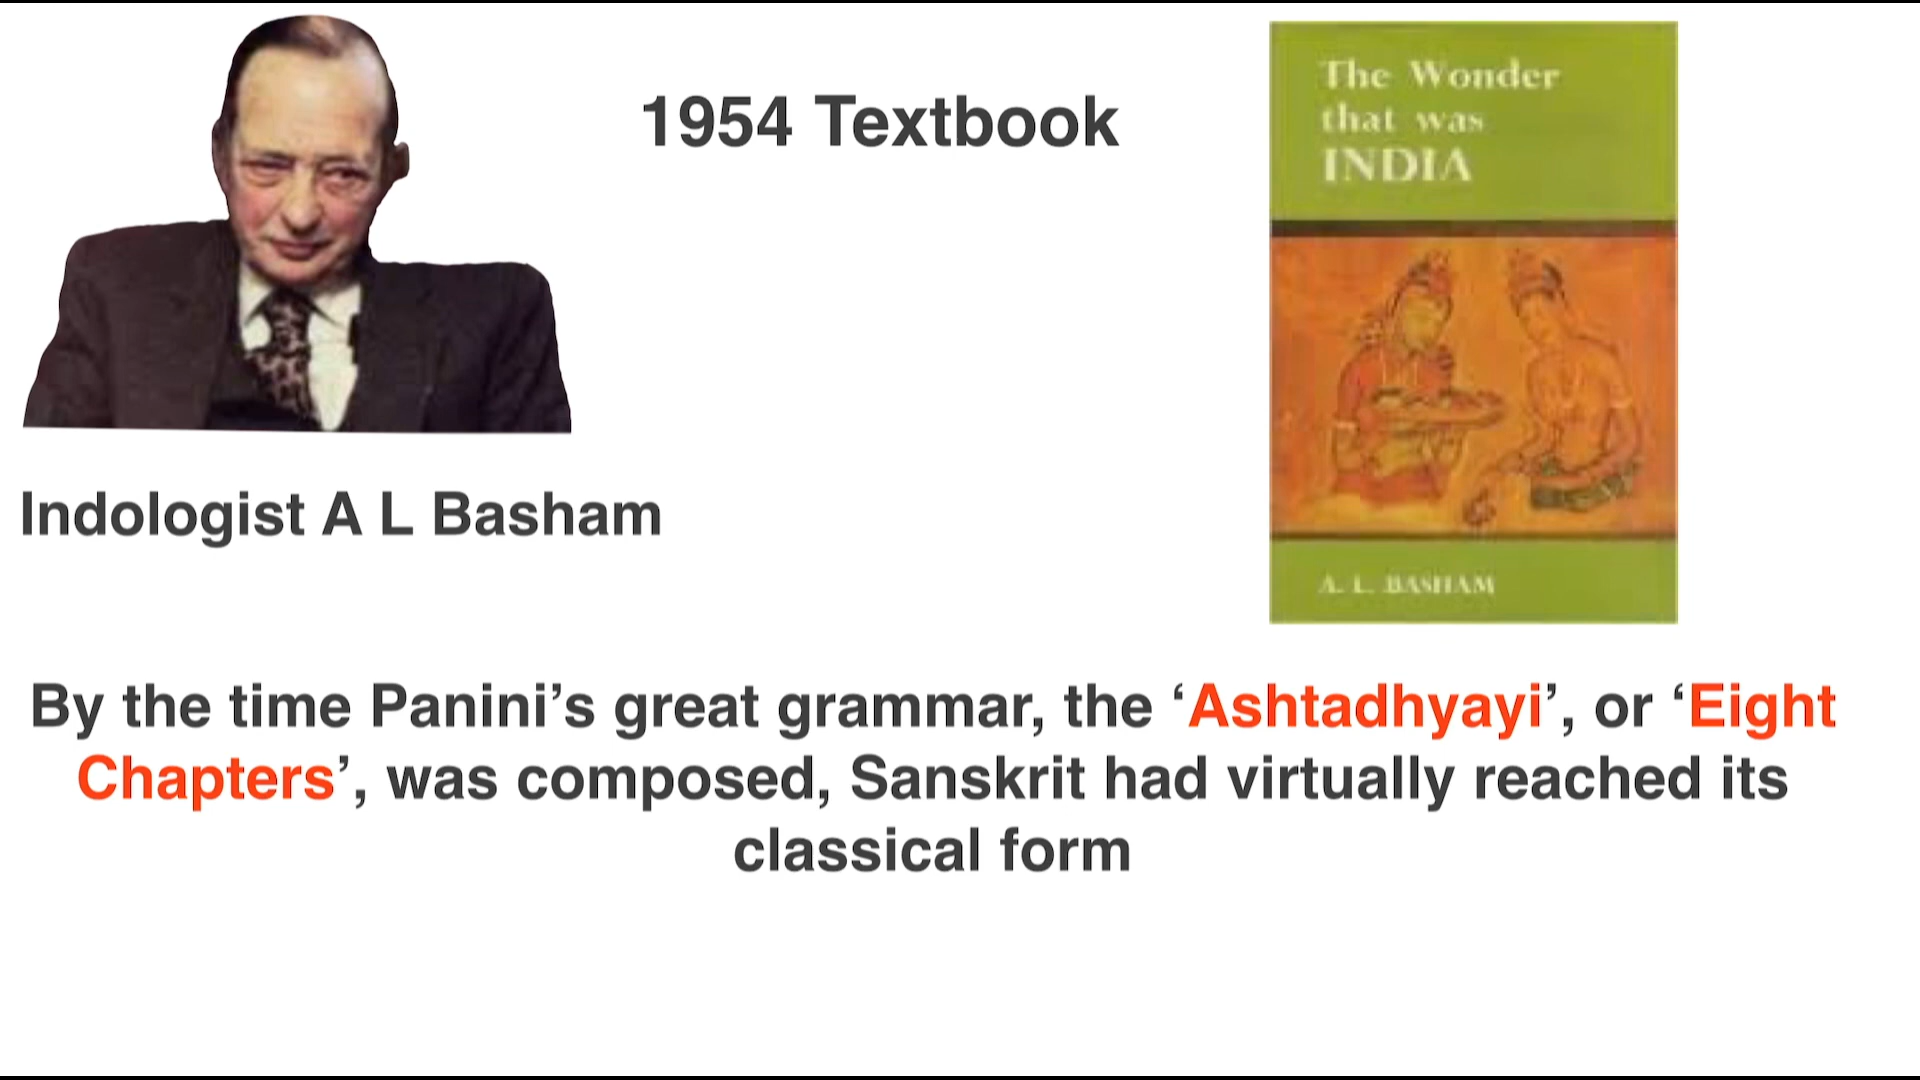 1954 Textbook
The Wonder
that was
INDIA
A. L. BASHAM
Indologist A L Basham
By the time Panini’s great grammar, the ‘Ashtadhyayi’, or ‘Eight
Chapters’, was composed, Sanskrit had virtually reached its
classical form